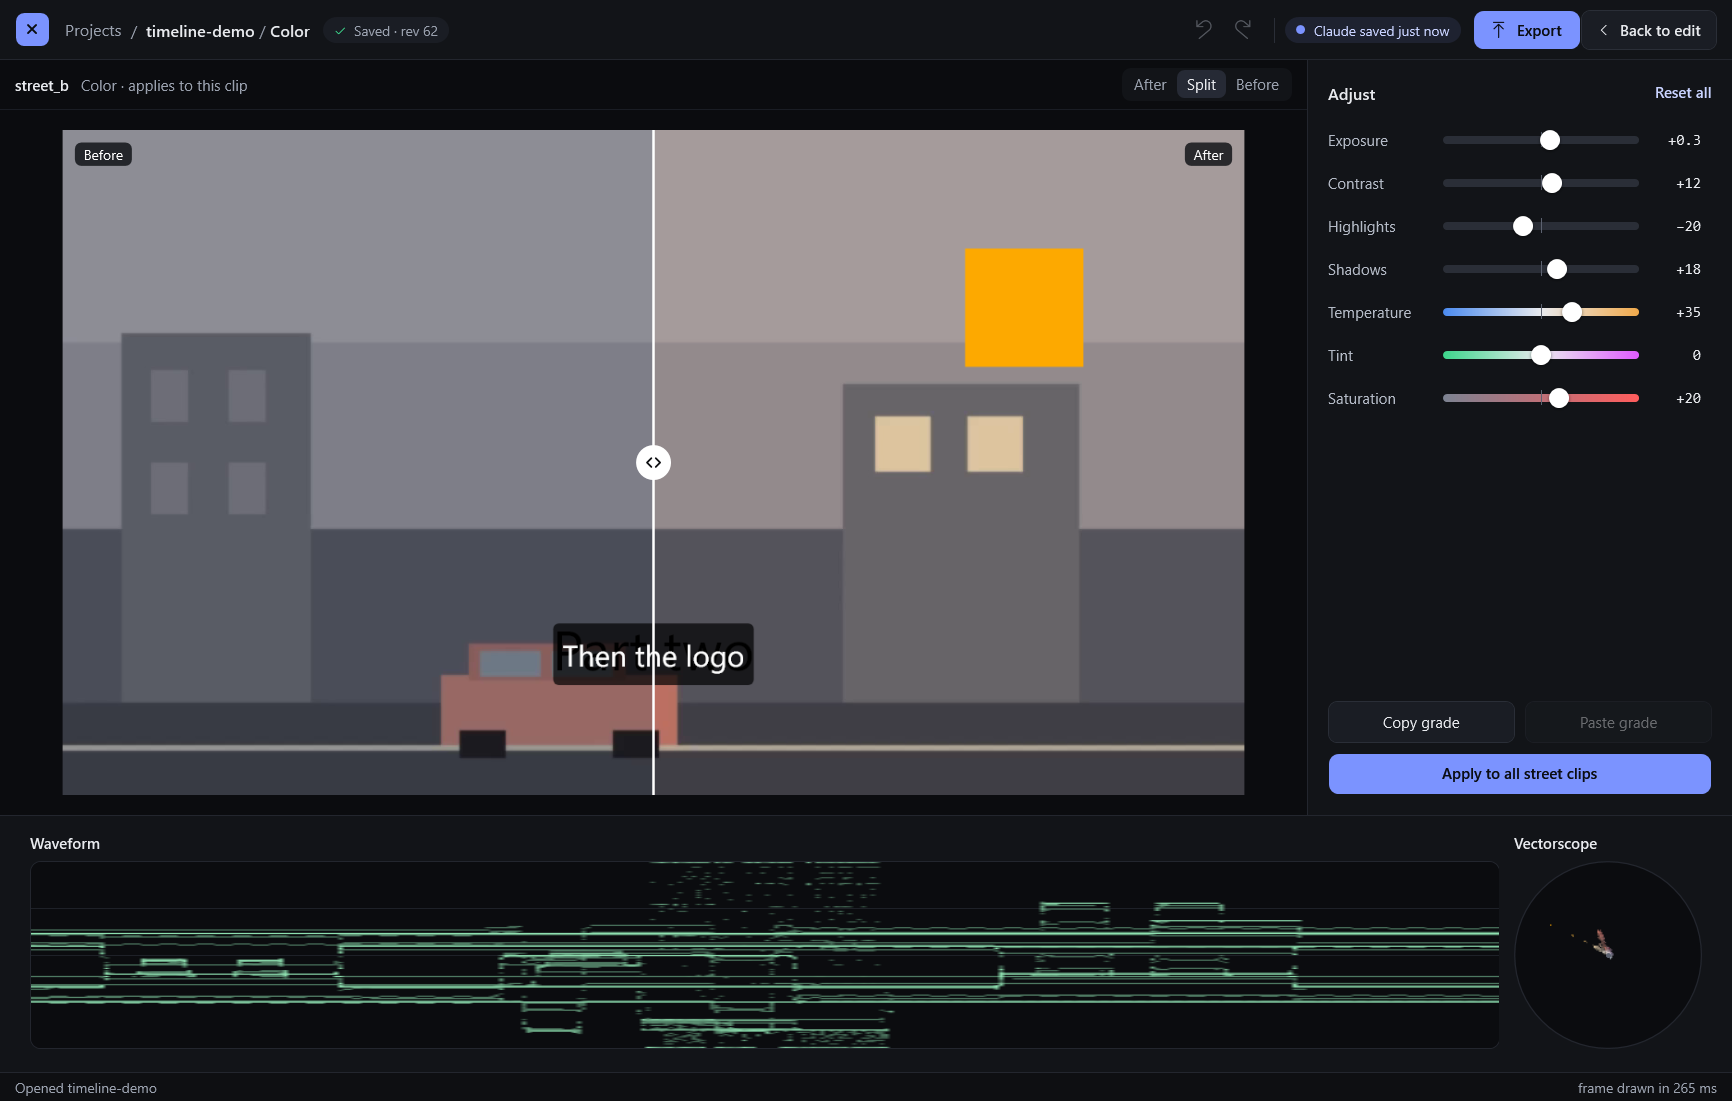 Projects / timeline-demo / Color
Saved · rev 62
Claude saved just now
Export
Back to edit
street_b Color · applies to this clip
After Split Before
Before
After
Part two
Then the logo
Adjust
Reset all
Exposure +0.3
Contrast +12
Highlights −20
Shadows +18
Temperature +35
Tint 0
Saturation +20
Copy grade
Paste grade
Apply to all street clips
Waveform
Vectorscope
Opened timeline-demo
frame drawn in 265 ms